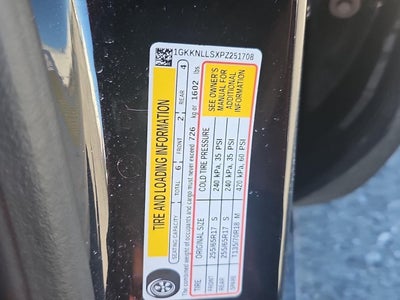 1GKKNLLSXPZ251708
TIRE AND LOADING INFORMATION
SEATING CAPACITY TOTAL 6 FRONT 2 REAR 4
The combined weight of occupants and cargo must never exceed 726 kg or 1602 lbs
TIRE ORIGINAL SIZE COLD TIRE PRESSURE
FRONT 255/65R17 S 240 kPa, 35 PSI
REAR 255/65R17 S 240 kPa, 35 PSI
SPARE T135/70R18 M 420 kPa, 60 PSI
SEE OWNER'S
MANUAL FOR
ADDITIONAL
INFORMATION